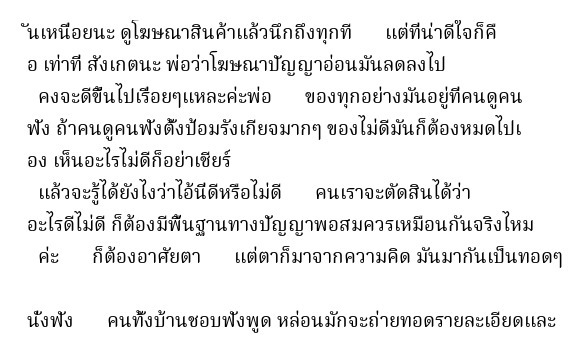 ันเหนื่อยนะ ดูโฆษณาสินค้าแล้วนึกถึงทุกที แต่ที่น่าดีใจก็คื
อ เท่าที่ สังเกตนะ พ่อว่าโฆษณาปัญญาอ่อนมันลดลงไป
คงจะดีขึ้นไปเรื่อยๆแหละค่ะพ่อ ของทุกอย่างมันอยู่ที่คนดูคน
ฟัง ถ้าคนดูคนฟังตั้งป้อมรังเกียจมากๆ ของไม่ดีมันก็ต้องหมดไปเ
อง เห็นอะไรไม่ดีก็อย่าเชียร์
แล้วจะรู้ได้ยังไงว่าไอ้นี่ดีหรือไม่ดี คนเราจะตัดสินได้ว่า
อะไรดีไม่ดี ก็ต้องมีพื้นฐานทางปัญญาพอสมควรเหมือนกันจริงไหม
ค่ะ ก็ต้องอาศัยตา แต่ตาก็มาจากความคิด มันมากันเป็นทอดๆ
นั่งฟัง คนทั้งบ้านชอบฟังพูด หล่อนมักจะถ่ายทอดรายละเอียดและ